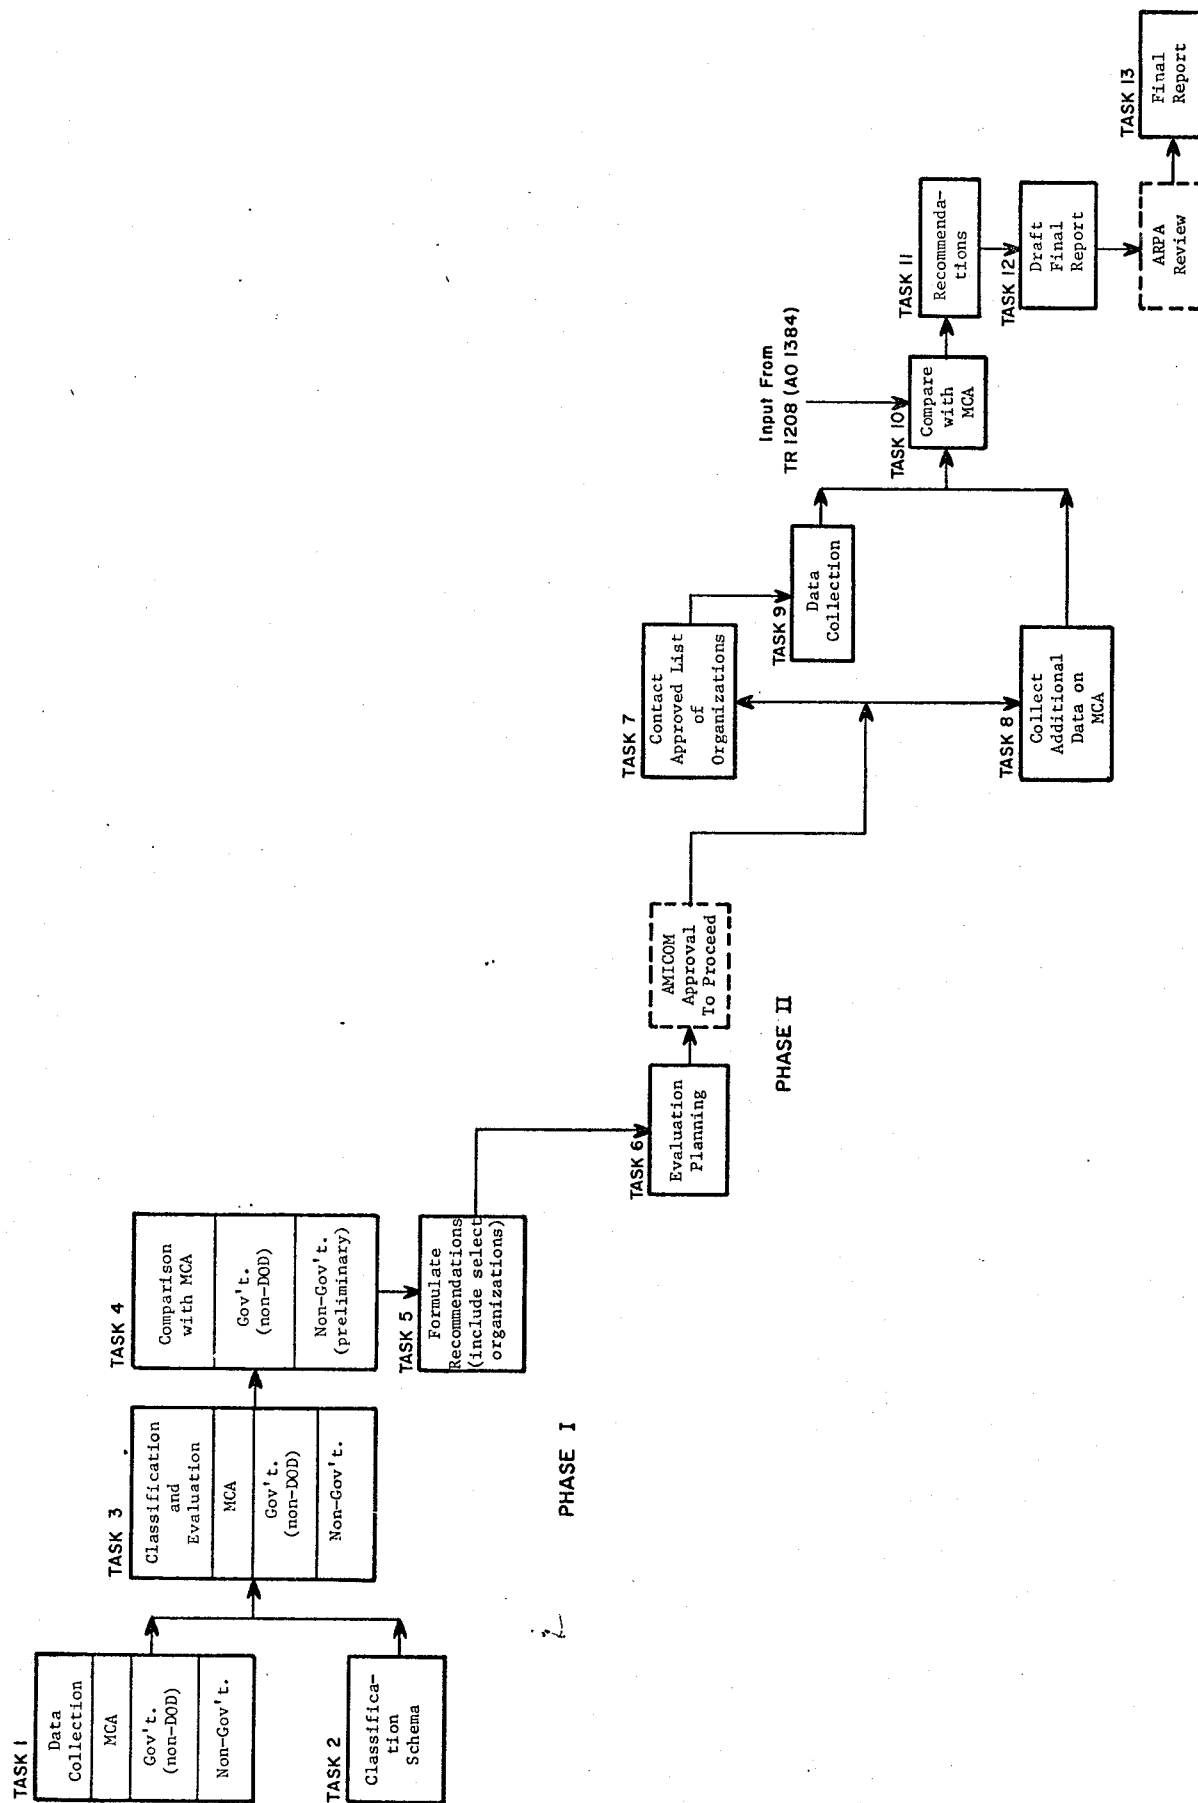 TASK 1
Data
Collection
MCA
Gov't.
(non-DOD)
Non-Gov't.
TASK 2
Classifica-
tion
Schema
TASK 3
Classification
and
Evaluation
MCA
Gov't.
(non-DOD)
Non-Gov't.
TASK 4
Comparison
with MCA
Gov't.
(non-DOD)
Non-Gov't.
(preliminary)
TASK 5
Formulate
Recommendations
(include select
organizations)
PHASE I
TASK 6
Evaluation
Planning
AMICOM
Approval
To Proceed
PHASE II
TASK 7
Contact
Approved List
of
Organizations
TASK 8
Collect
Additional
Data on
MCA
TASK 9
Data
Collection
Input From
TR 1208 (AO 1384)
TASK 10
Compare
with
MCA
TASK 11
Recommenda-
tions
TASK 12
Draft
Final
Report
ARPA
Review
TASK 13
Final
Report